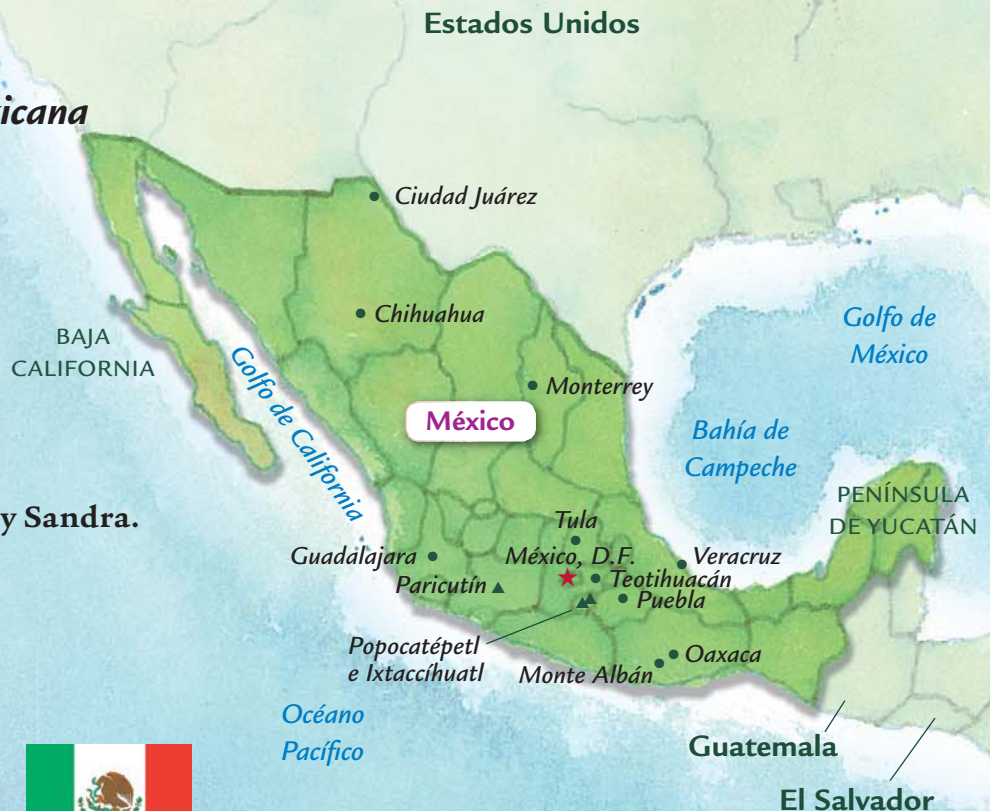 Estados Unidos
icana
Ciudad Juárez
Chihuahua
Golfo de
México
BAJA
CALIFORNIA
Golfo de California
Monterrey
México
Bahía de
Campeche
PENÍNSULA
DE YUCATÁN
y Sandra.
Tula
Guadalajara
México, D.F.
Veracruz
Paricutín
Teotihuacán
Puebla
Popocatépetl
e Ixtaccíhuatl
Oaxaca
Monte Albán
Océano
Pacífico
Guatemala
El Salvador